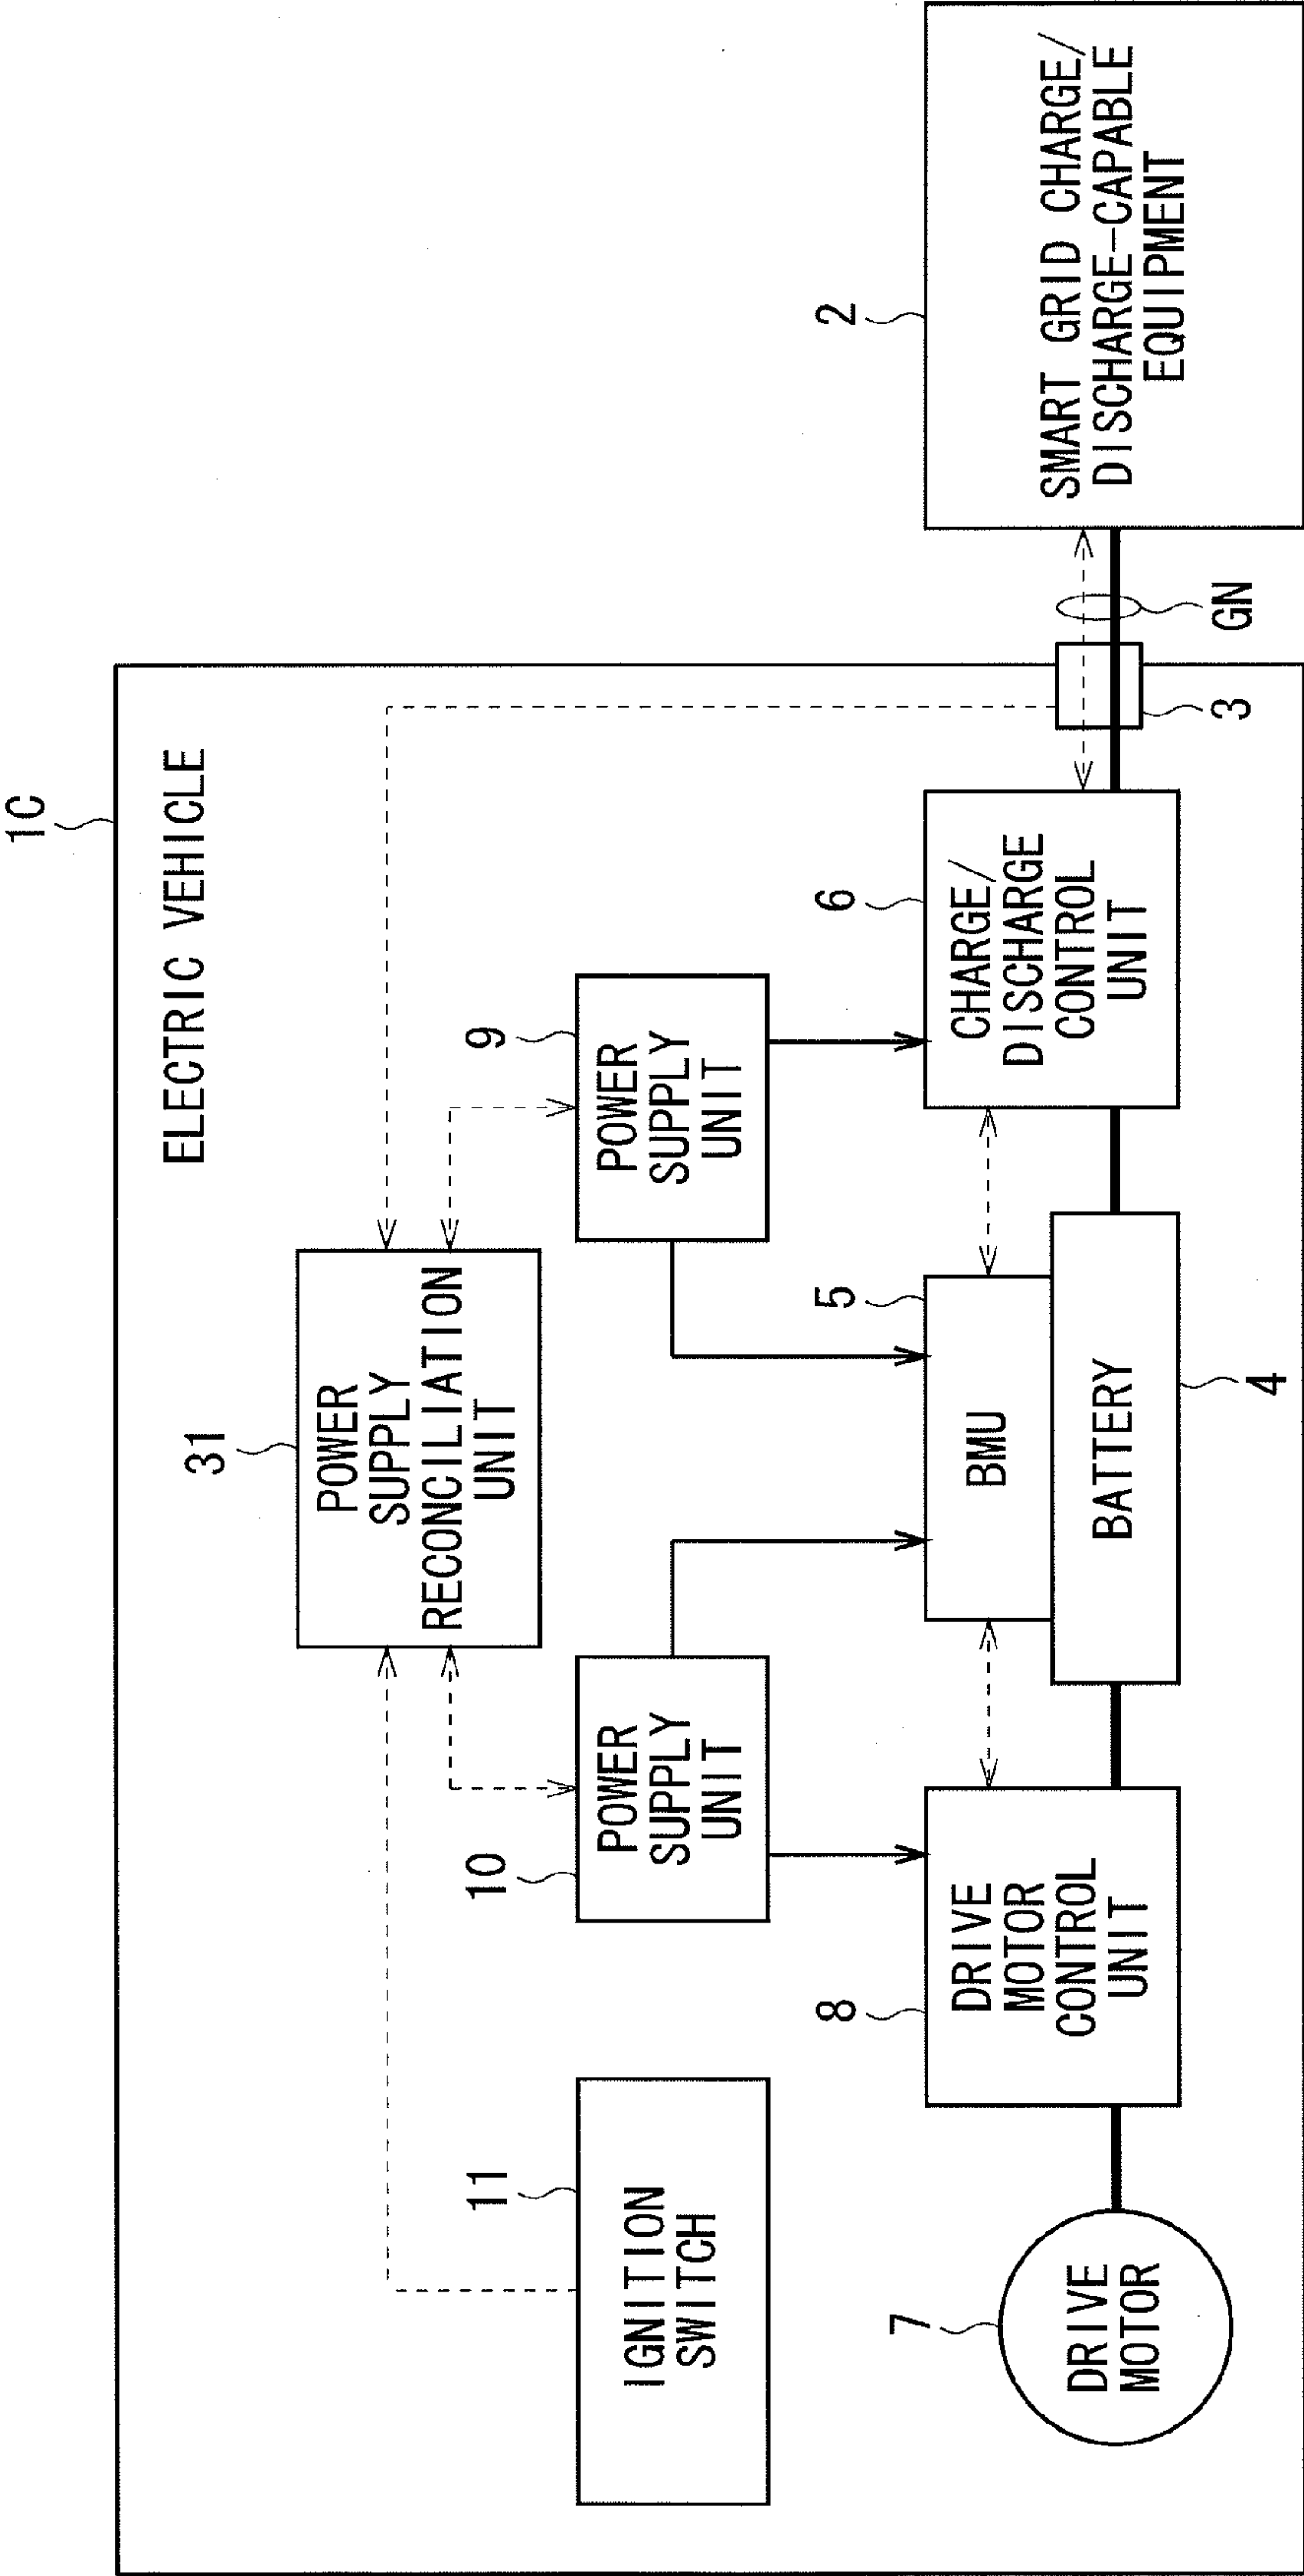 1C
ELECTRIC VEHICLE
31
POWER
SUPPLY
RECONCILIATION
UNIT
11
IGNITION
SWITCH
10
POWER
SUPPLY
UNIT
9
POWER
SUPPLY
UNIT
7
DRIVE
MOTOR
8
DRIVE
MOTOR
CONTROL
UNIT
5
BMU
BATTERY
4
6
CHARGE/
DISCHARGE
CONTROL
UNIT
3
GN
2
SMART GRID CHARGE/
DISCHARGE-CAPABLE
EQUIPMENT